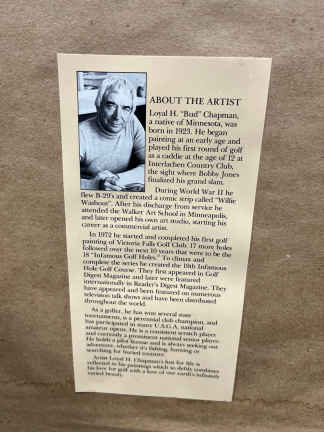 ABOUT THE ARTIST
Loyal H. "Bud" Chapman,
a native of Minnesota, was
born in 1923. He began
painting at an early age and
played his first round of golf
as a caddie at the age of 12 at
Interlachen Country Club,
the sight where Bobby Jones
finalized his grand slam.
During World War II he
flew B-29's and created a comic strip called "Willie
Washout". After his discharge from service he
attended the Walker Art School in Minneapolis,
and later opened his own art studio, starting his
career as a commercial artist.
In 1972 he started and completed his first golf
painting of Victoria Falls Golf Club. 17 more holes
followed over the next 10 years that were to be the
18 "Infamous Golf Holes." To climax and
complete the series he created the 19th Infamous
Hole Golf Course. They first appeared in Golf
Digest Magazine and later were featured
internationally in Reader's Digest Magazine. They
have appeared and been featured on numerous
television talk shows and have been distributed
throughout the world.
As a golfer, he has won several state
tournaments, is a perennial club champion, and
has participated in many U.S.G.A. national
amateur opens. He is a consistent scratch player
and currently a prominent national senior player.
He holds a pilot license and is always seeking out
adventure, whether it's fishing, farming or
searching for buried treasure.
Artist Loyal H. Chapman's lust for life is
reflected in his paintings which so deftly combines
his love for golf with a love of our earth's infinitely
varied beauty.